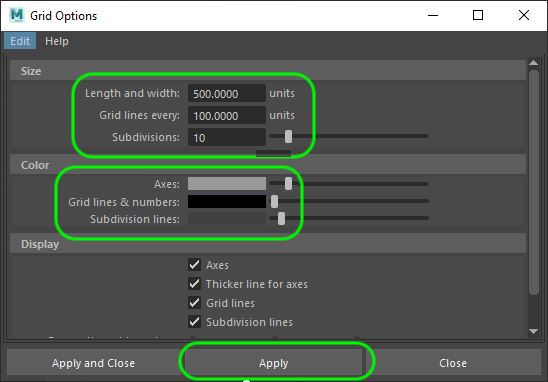 Grid Options
Edit Help
Size
Length and width: 500.0000 units
Grid lines every: 100.0000 units
Subdivisions: 10
Color
Axes:
Grid lines & numbers:
Subdivision lines:
Display
Axes
Thicker line for axes
Grid lines
Subdivision lines
Apply and Close Apply Close